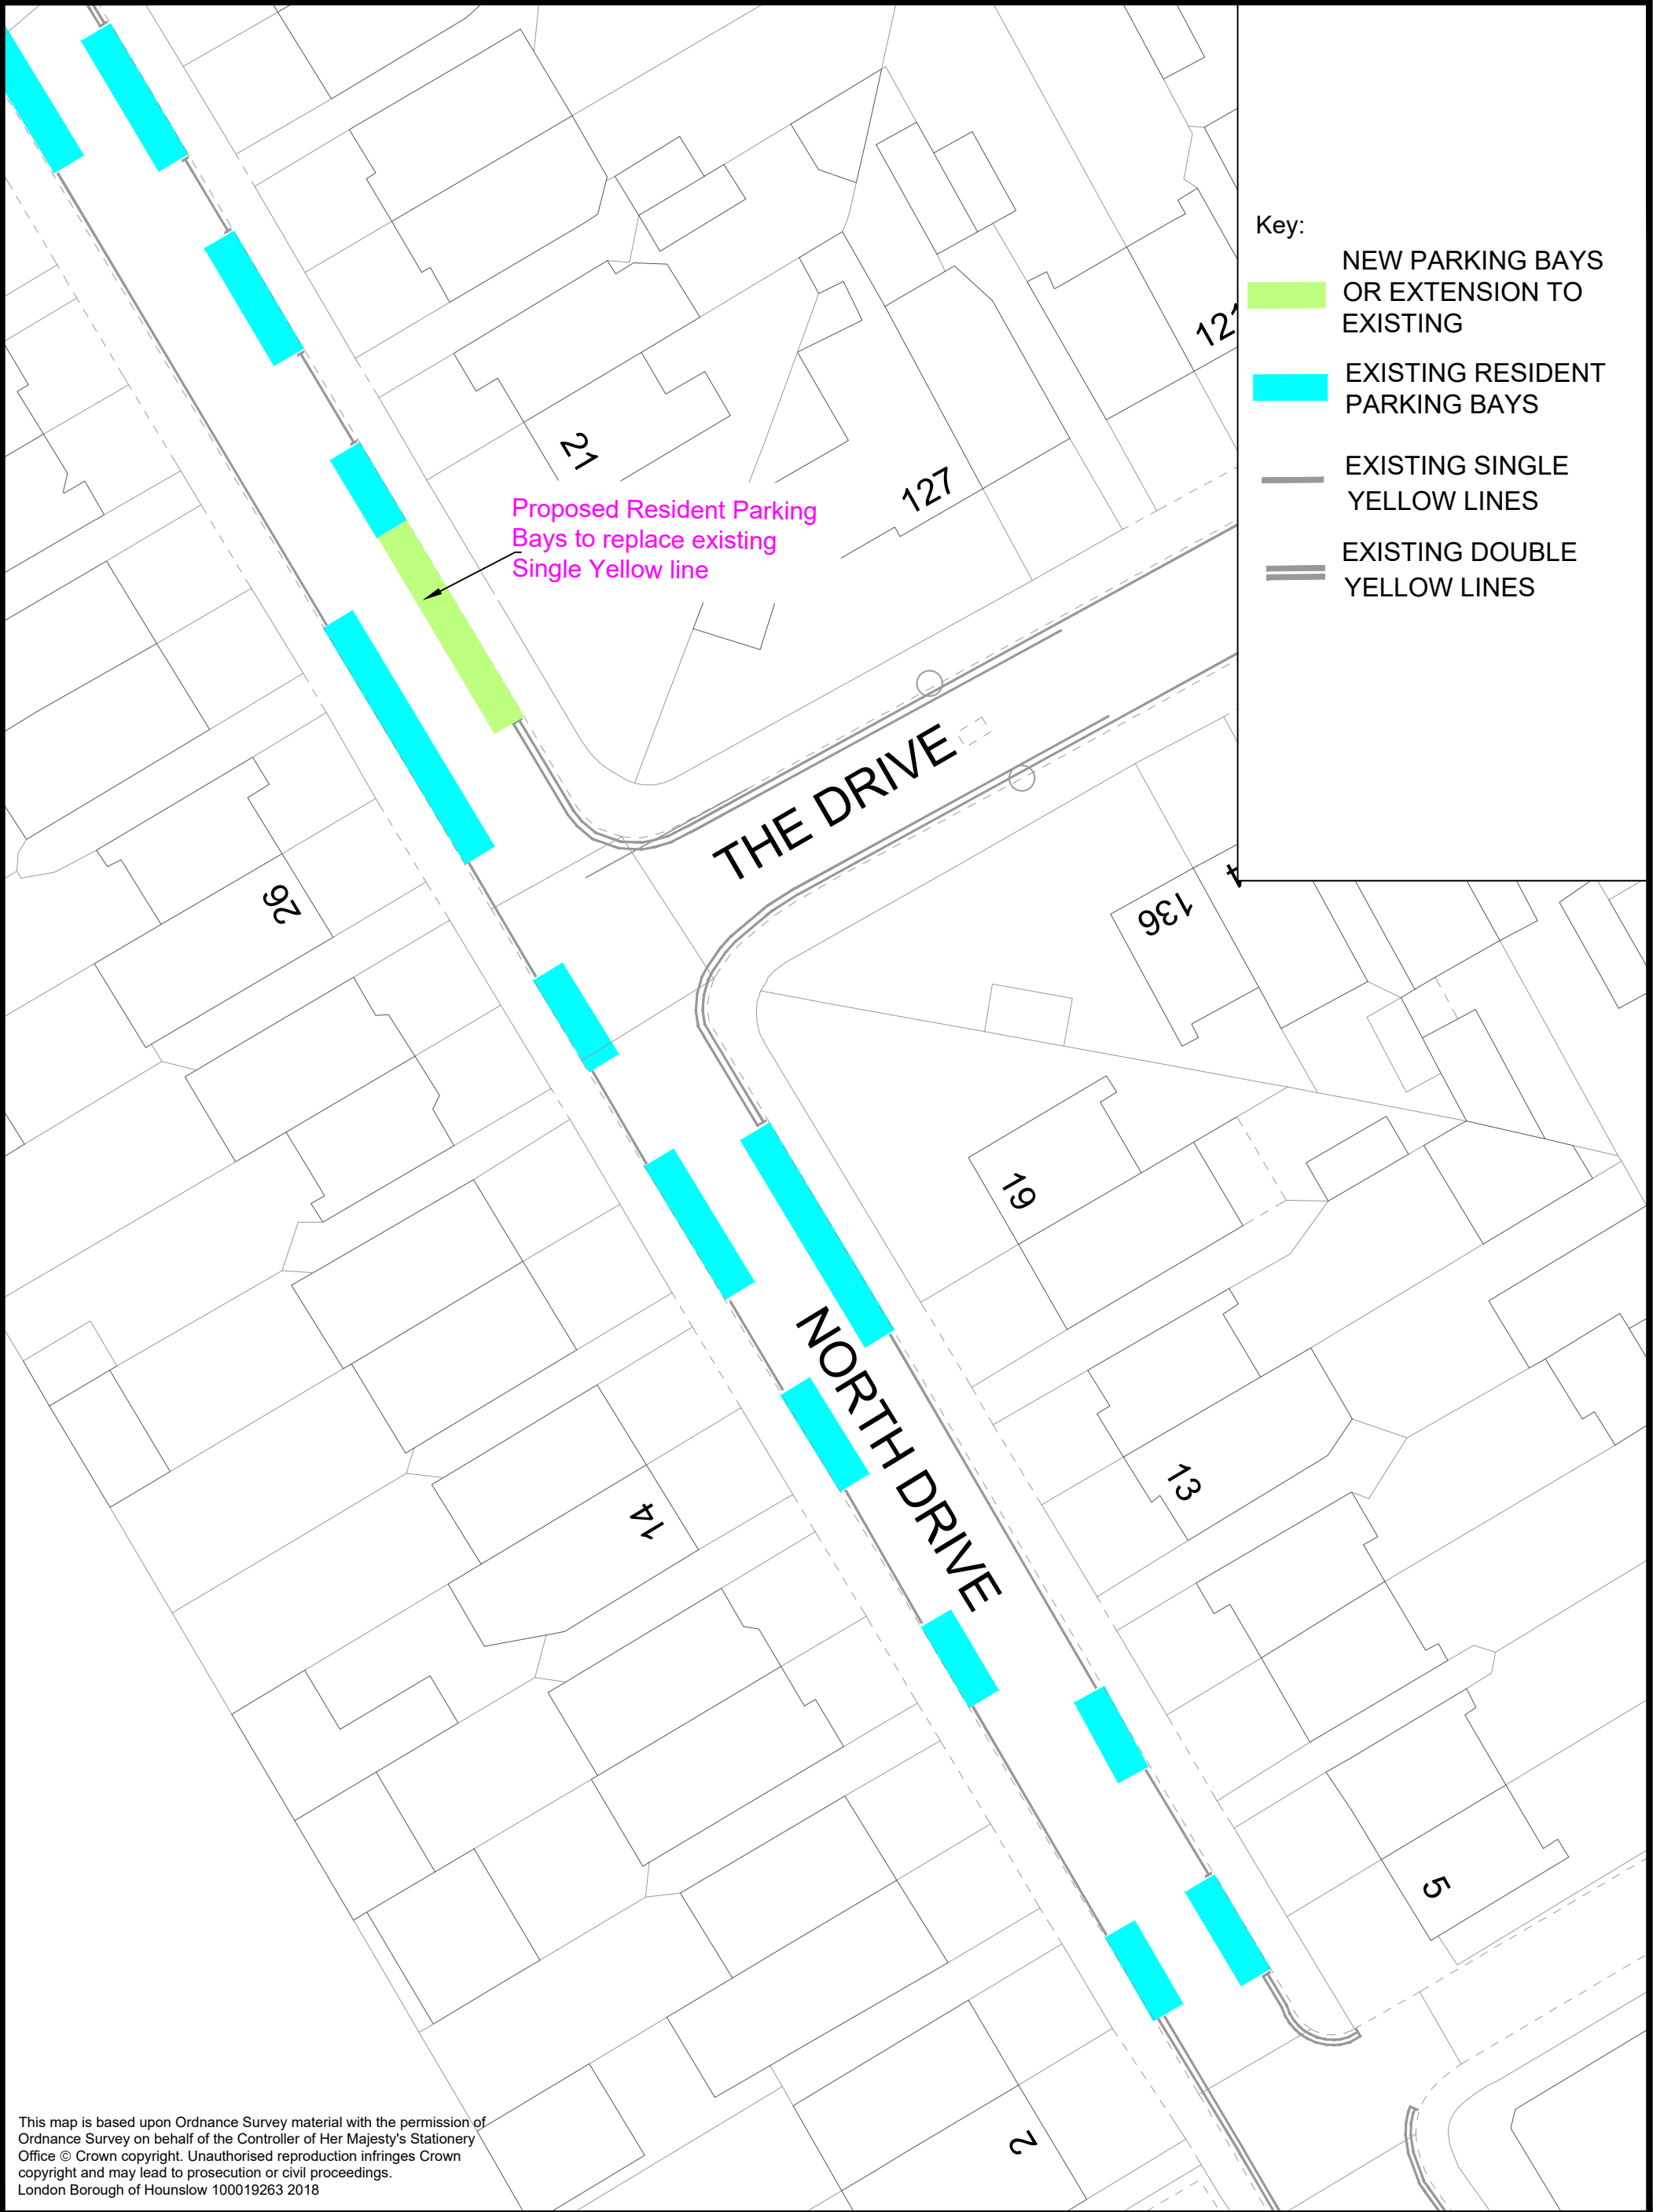 Key:
NEW PARKING BAYS
OR EXTENSION TO
EXISTING
EXISTING RESIDENT
PARKING BAYS
EXISTING SINGLE
YELLOW LINES
EXISTING DOUBLE
YELLOW LINES
121
21
127
Proposed Resident Parking
Bays to replace existing
Single Yellow line
THE DRIVE
26
136
4
19
NORTH DRIVE
13
14
5
2
This map is based upon Ordnance Survey material with the permission of
Ordnance Survey on behalf of the Controller of Her Majesty's Stationery
Office © Crown copyright. Unauthorised reproduction infringes Crown
copyright and may lead to prosecution or civil proceedings.
London Borough of Hounslow 100019263 2018